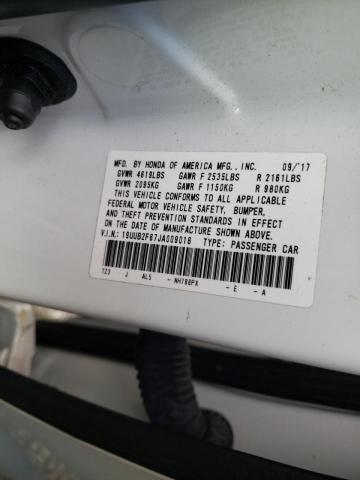 MFD. BY HONDA OF AMERICA MFG., INC. 09/'17
GVWR 4619LBS GAWR F 2535LBS R 2161LBS
GVWR 2095KG GAWR F 1150KG R 980KG
THIS VEHICLE CONFORMS TO ALL APPLICABLE
FEDERAL MOTOR VEHICLE SAFETY, BUMPER,
AND THEFT PREVENTION STANDARDS IN EFFECT
ON THE DATE OF MANUFACTURE SHOWN ABOVE.
V.I.N.: 19UUB2F67JA009018 TYPE: PASSENGER CAR
TZ3 J AL5 - NH788PX - E - A